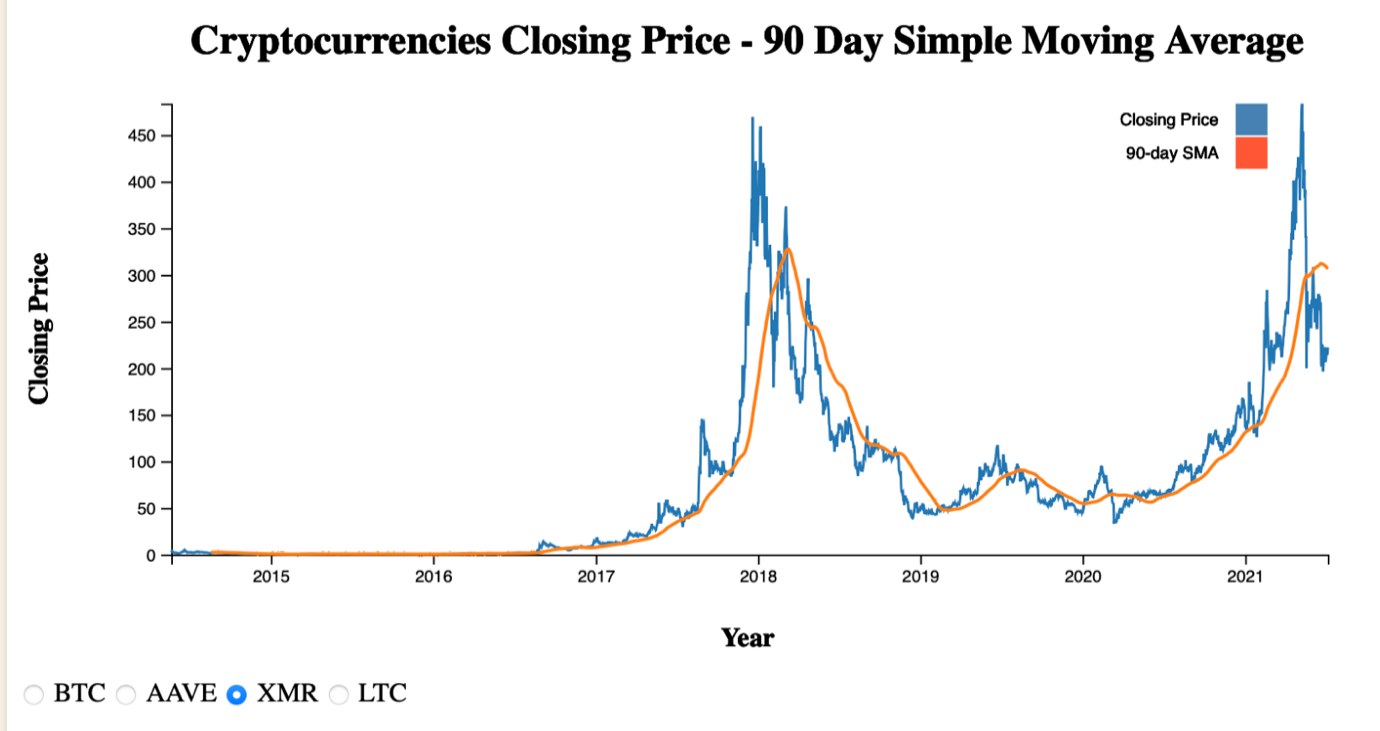 Cryptocurrencies Closing Price - 90 Day Simple Moving Average
Closing Price
90-day SMA
450
400
350
300
250
200
150
100
50
0
Closing Price
2015 2016 2017 2018 2019 2020 2021
Year
BTC AAVE XMR LTC